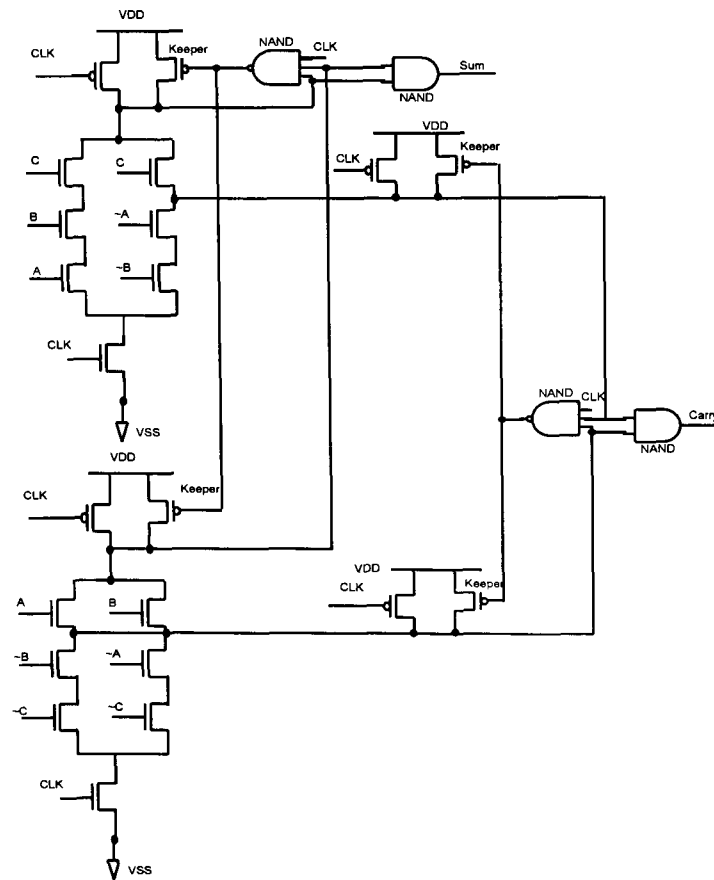 VDD
CLK
Keeper
NAND
CLK
Sum
NAND
VDD
C
C
CLK
Keeper
B
~A
A
~B
CLK
NAND
CLK
Carry
VSS
NAND
VDD
CLK
Keeper
VDD
Keeper
CLK
A
B
~B
~A
~C
~C
CLK
VSS